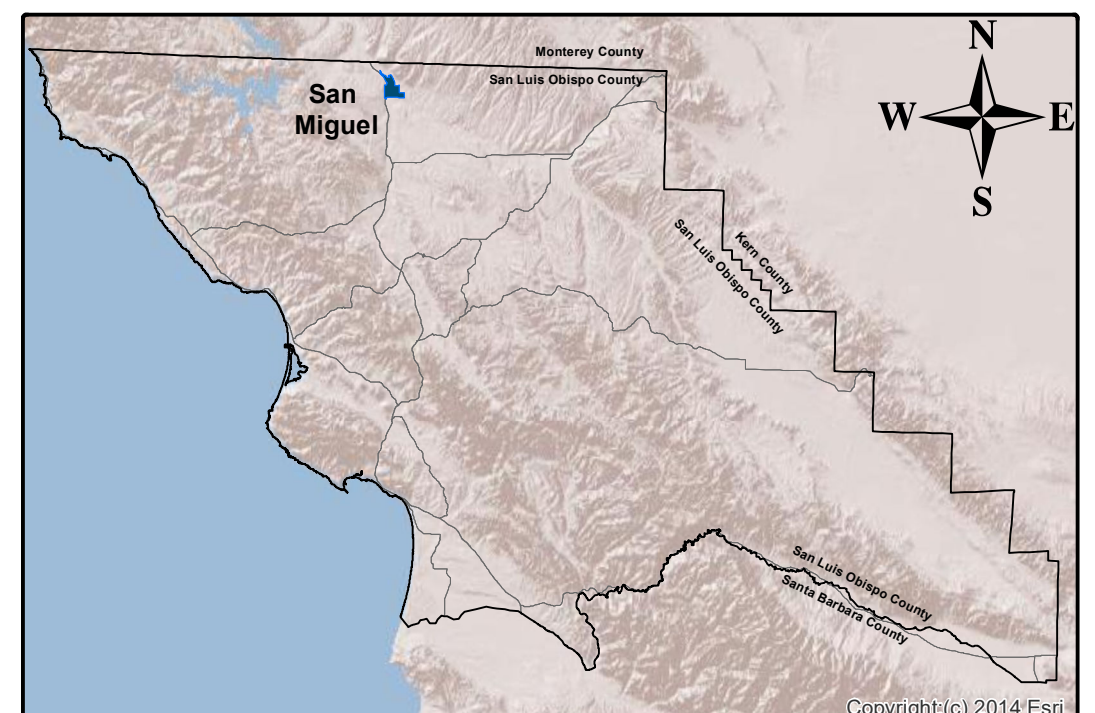 N
Monterey County
San Luis Obispo County
San
Miguel
W
E
S
Kern County
San Luis Obispo County
San Luis Obispo County
Santa Barbara County
Copyright:(c) 2014 Esri